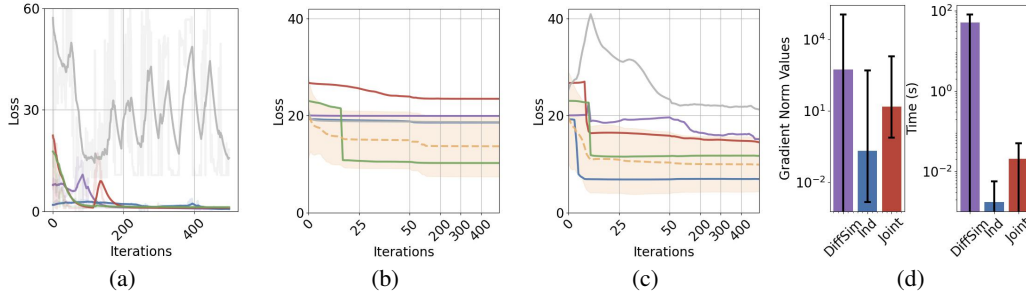 60
30
0
Loss
0
200
400
Iterations
(a)
40
20
0
Loss
0
25
50
100
200
300
400
Iterations
(b)
40
20
0
Loss
0
25
50
100
200
300
400
Iterations
(c)
Gradient Norm Values
10^4
10^1
10^-2
DiffSim
Ind
Joint
Time (s)
10^2
10^0
10^-2
DiffSim
Ind
Joint
(d)